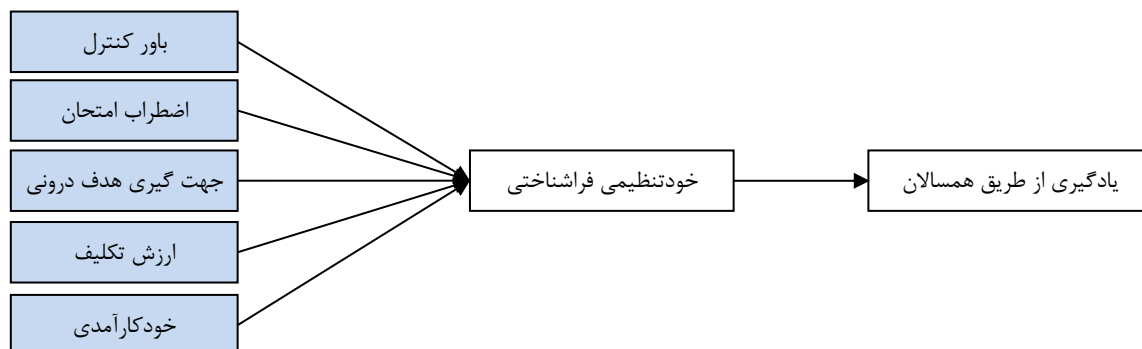 باور کنترل
اضطراب امتحان
جهت گیری هدف درونی
ارزش تکلیف
خودکارآمدی
خودتنظیمی فراشناختی
یادگیری از طریق همسالان